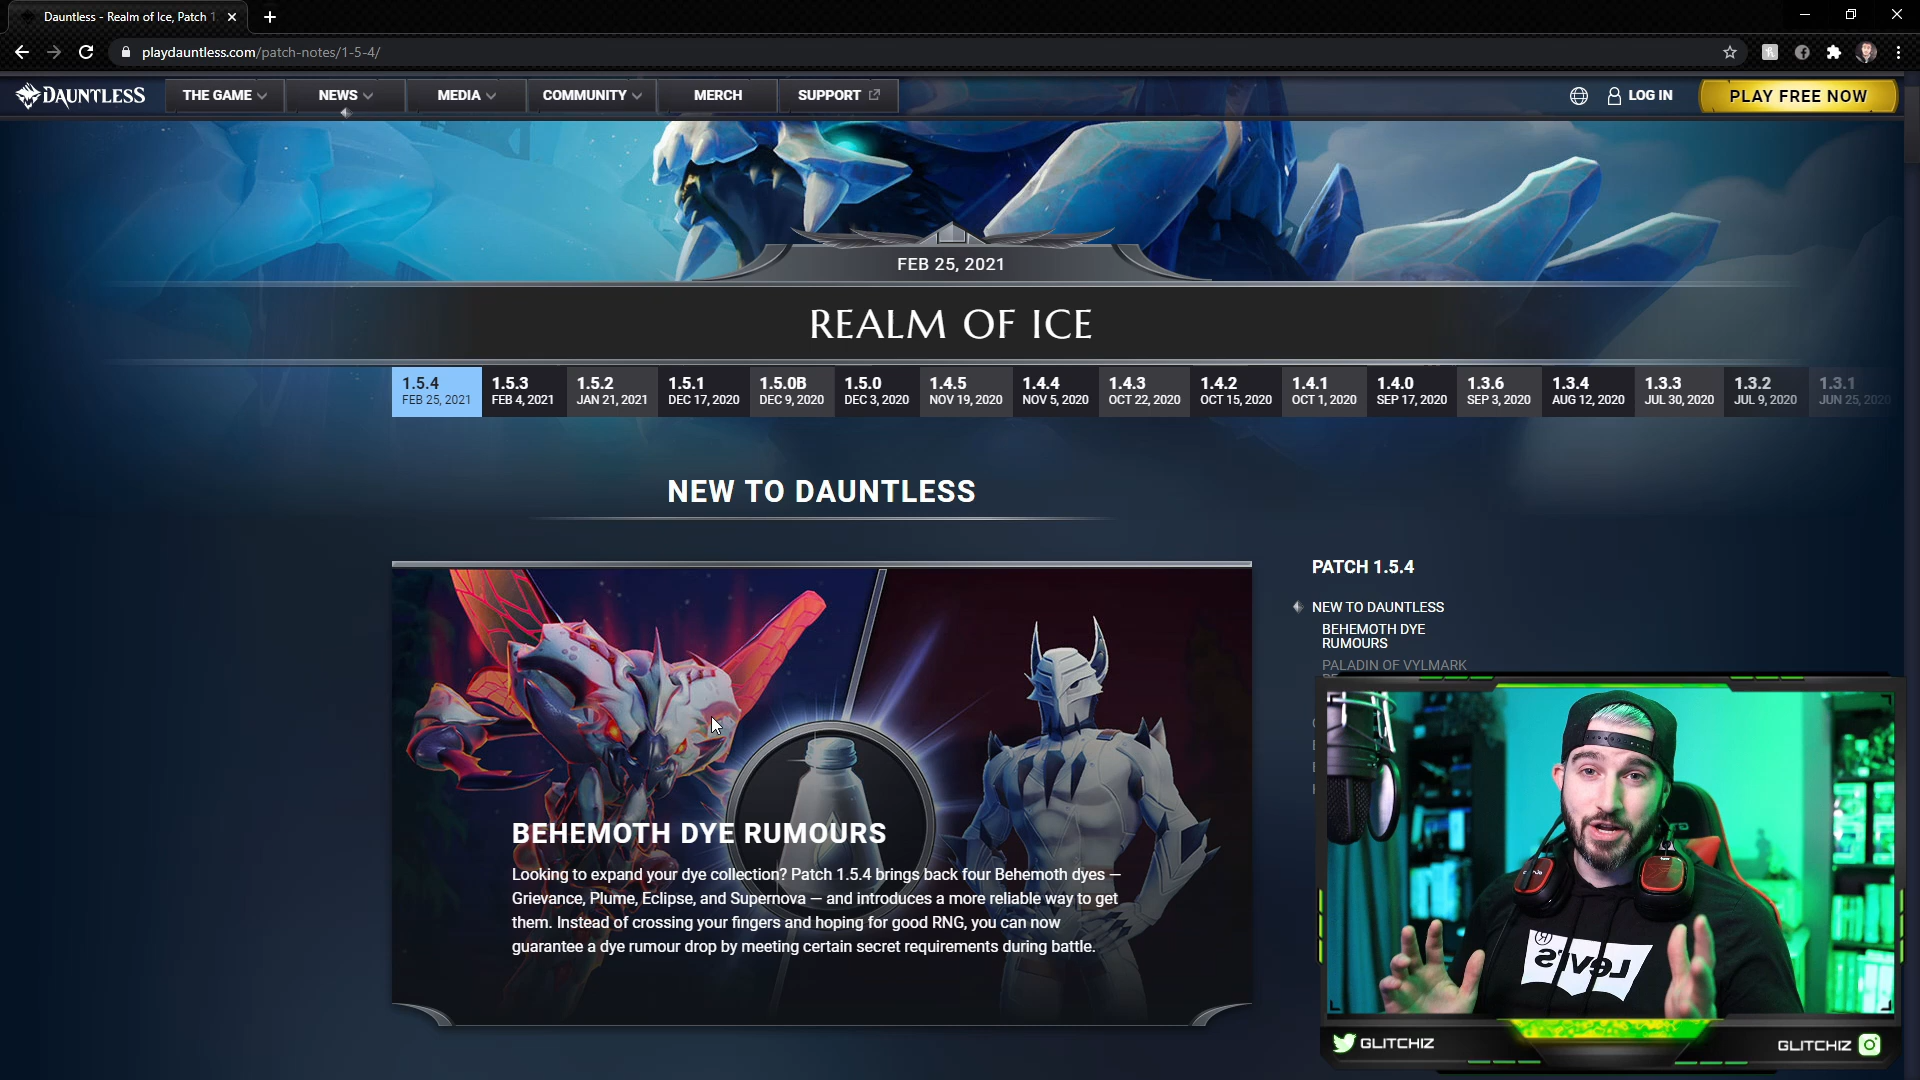 Dauntless - Realm of Ice, Patch 1
playdauntless.com/patch-notes/1-5-4/
DAUNTLESS
THE GAME
NEWS
MEDIA
COMMUNITY
MERCH
SUPPORT
LOG IN
PLAY FREE NOW
FEB 25, 2021
REALM OF ICE
1.5.4
FEB 25, 2021
1.5.3
FEB 4, 2021
1.5.2
JAN 21, 2021
1.5.1
DEC 17, 2020
1.5.0B
DEC 9, 2020
1.5.0
DEC 3, 2020
1.4.5
NOV 19, 2020
1.4.4
NOV 5, 2020
1.4.3
OCT 22, 2020
1.4.2
OCT 15, 2020
1.4.1
OCT 1, 2020
1.4.0
SEP 17, 2020
1.3.6
SEP 3, 2020
1.3.4
AUG 12, 2020
1.3.3
JUL 30, 2020
1.3.2
JUL 9, 2020
1.3.1
JUN 25, 2020
NEW TO DAUNTLESS
BEHEMOTH DYE RUMOURS
Looking to expand your dye collection? Patch 1.5.4 brings back four Behemoth dyes —
Grievance, Plume, Eclipse, and Supernova — and introduces a more reliable way to get
them. Instead of crossing your fingers and hoping for good RNG, you can now
guarantee a dye rumour drop by meeting certain secret requirements during battle.
PATCH 1.5.4
NEW TO DAUNTLESS
BEHEMOTH DYE
RUMOURS
PALADIN OF VYLMARK
Levi's®
GLITCHIZ
GLITCHIZ